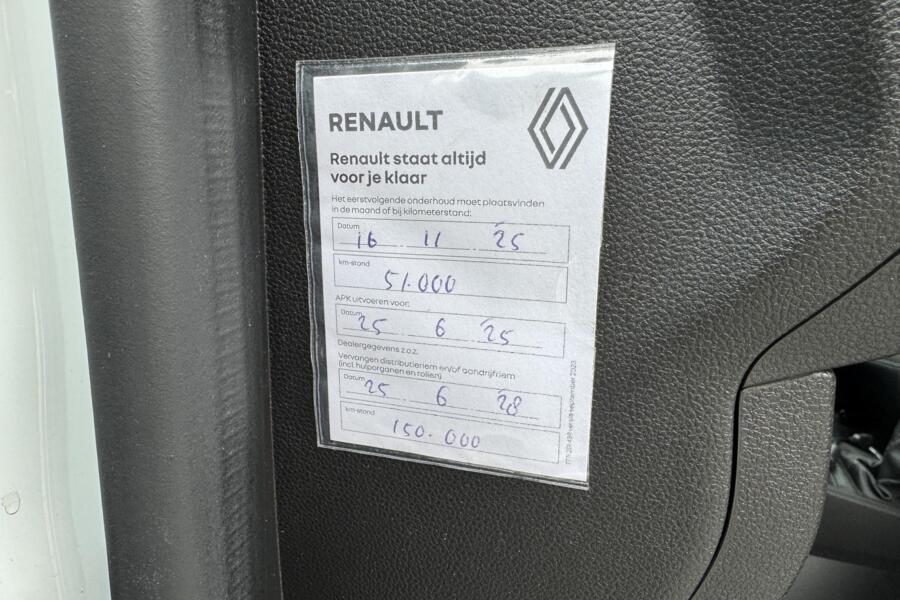 RENAULT
Renault staat altijd
voor je klaar
Het eerstvolgende onderhoud moet plaatsvinden
in de maand of bij kilometerstand:
Datum
16 11 '25
km-stand
51.000
APK uitvoeren voor:
Datum
25 6 '25
Dealergegevens z.o.z.
Vervangen distributieriem en/of aandrijfriem
(incl. hulporganen en rollen)
Datum
25 6 '28
km-stand
150.000